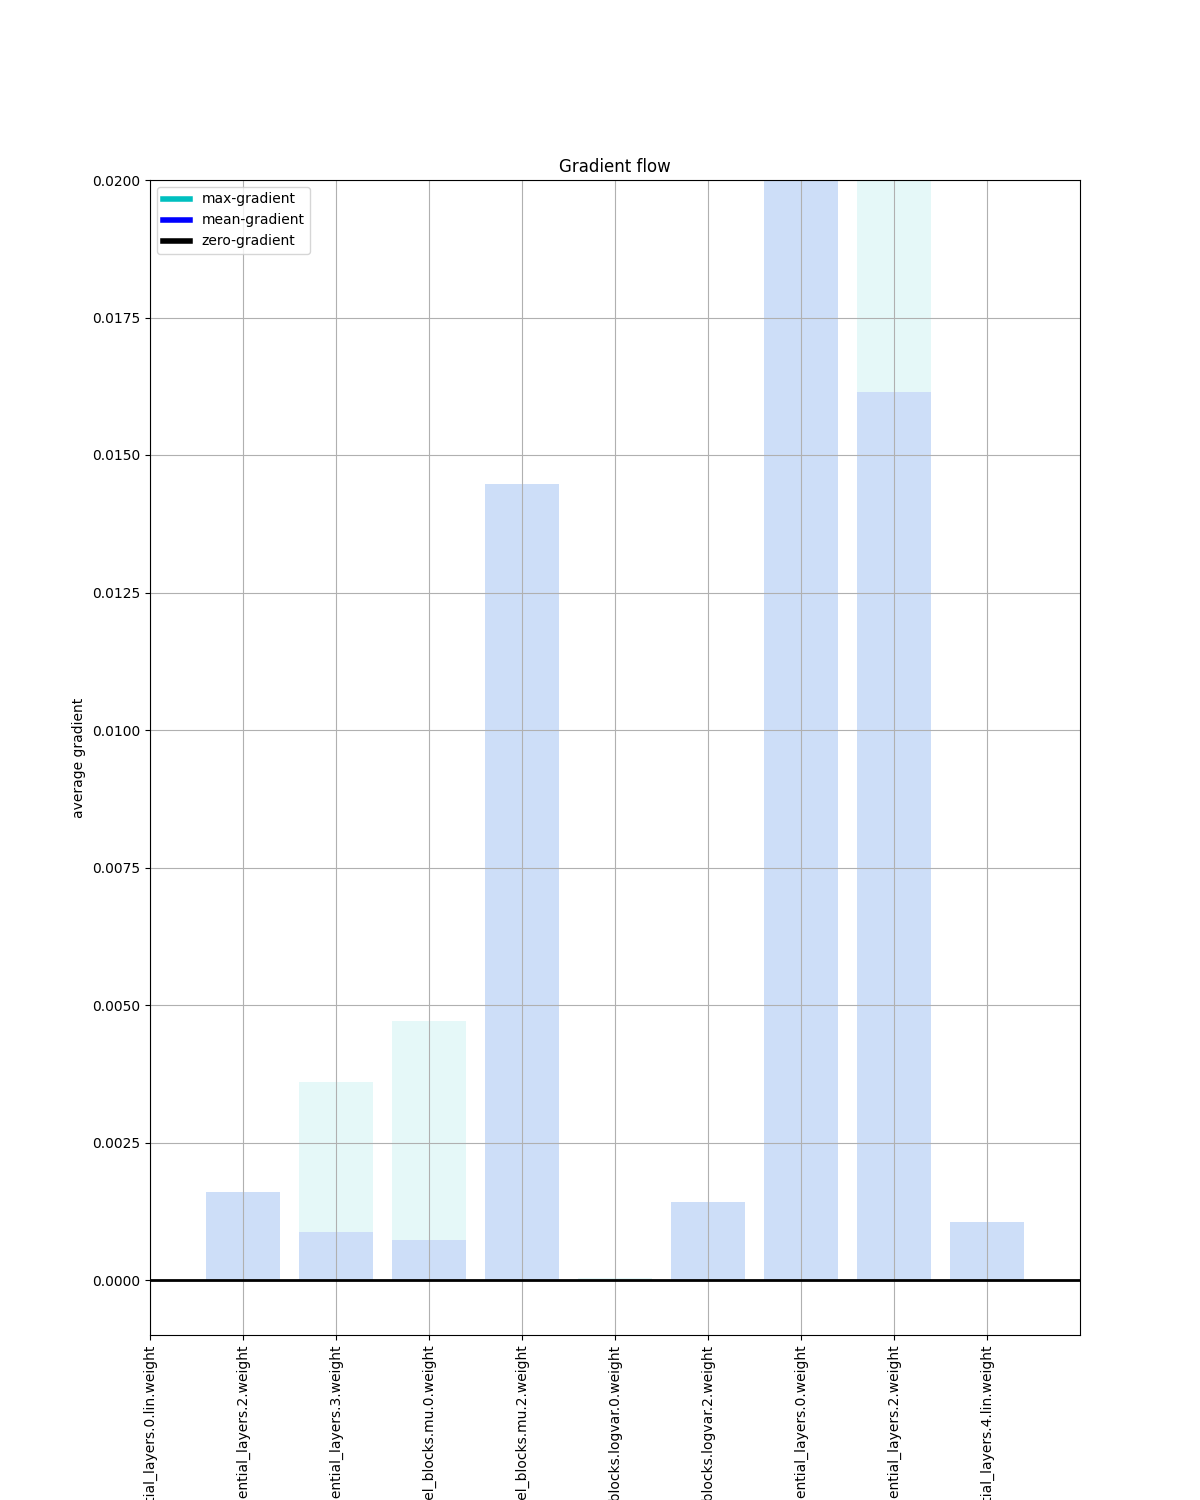 Gradient flow
max-gradient
mean-gradient
zero-gradient
0.0200
0.0175
0.0150
0.0125
0.0100
0.0075
0.0050
0.0025
0.0000
average gradient
tial_layers.0.lin.weight
ential_layers.2.weight
ential_layers.3.weight
el_blocks.mu.0.weight
el_blocks.mu.2.weight
blocks.logvar.0.weight
blocks.logvar.2.weight
ential_layers.0.weight
ential_layers.2.weight
tial_layers.4.lin.weight